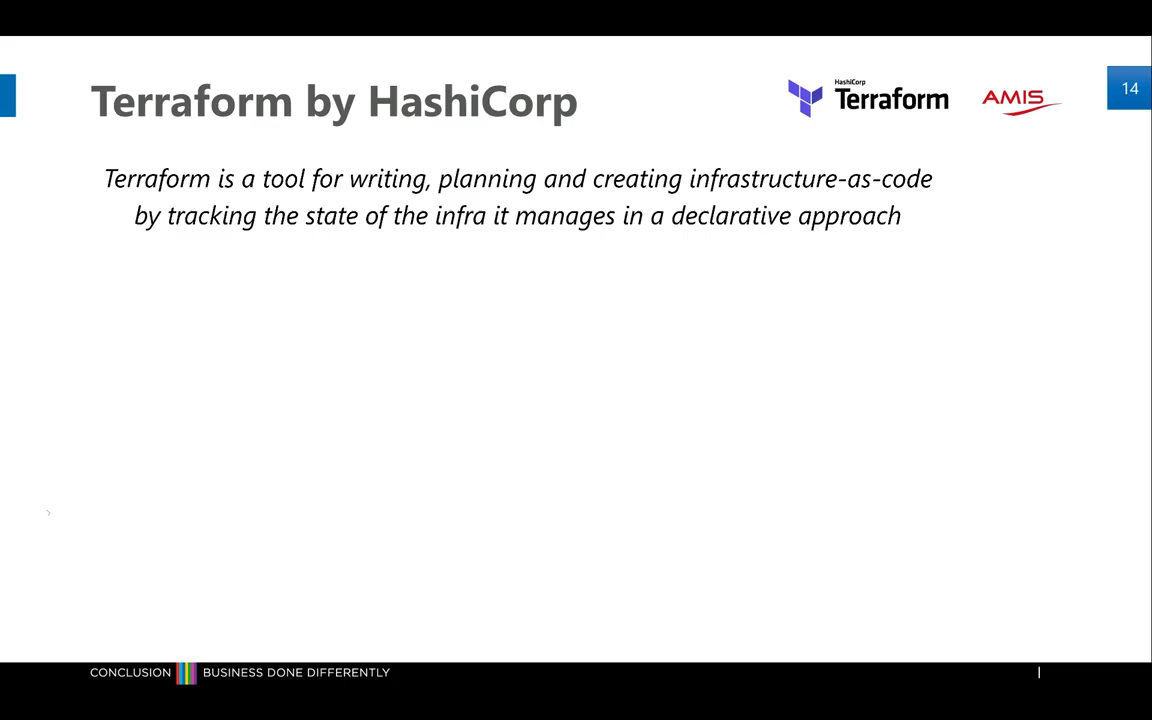 Terraform by HashiCorp
HashiCorp
Terraform
AMIS
14
Terraform is a tool for writing, planning and creating infrastructure-as-code
by tracking the state of the infra it manages in a declarative approach
CONCLUSION BUSINESS DONE DIFFERENTLY